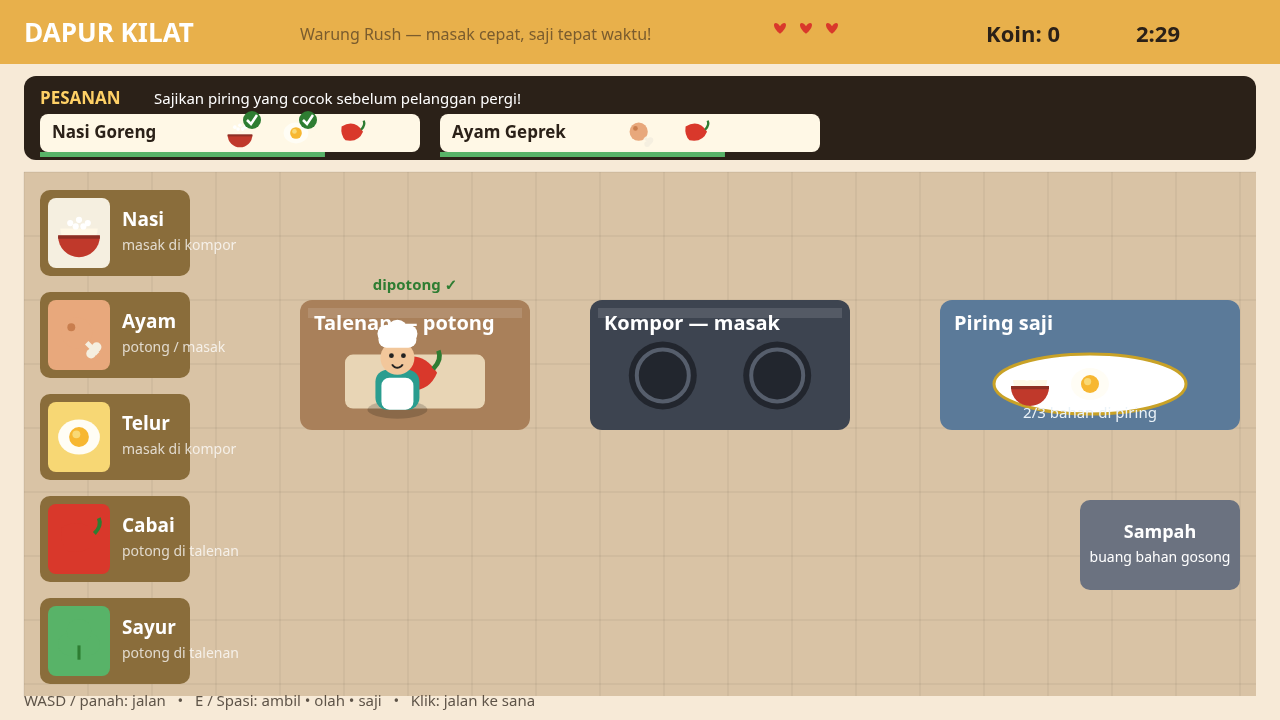 DAPUR KILAT
Warung Rush — masak cepat, saji tepat waktu!
Koin: 0
2:29
PESANAN
Sajikan piring yang cocok sebelum pelanggan pergi!
Nasi Goreng
Ayam Geprek
Nasi
masak di kompor
Ayam
potong / masak
Telur
masak di kompor
Cabai
potong di talenan
Sayur
potong di talenan
dipotong ✓
Talenan — potong
Kompor — masak
Piring saji
2/3 bahan di piring
Sampah
buang bahan gosong
WASD / panah: jalan • E / Spasi: ambil • olah • saji • Klik: jalan ke sana